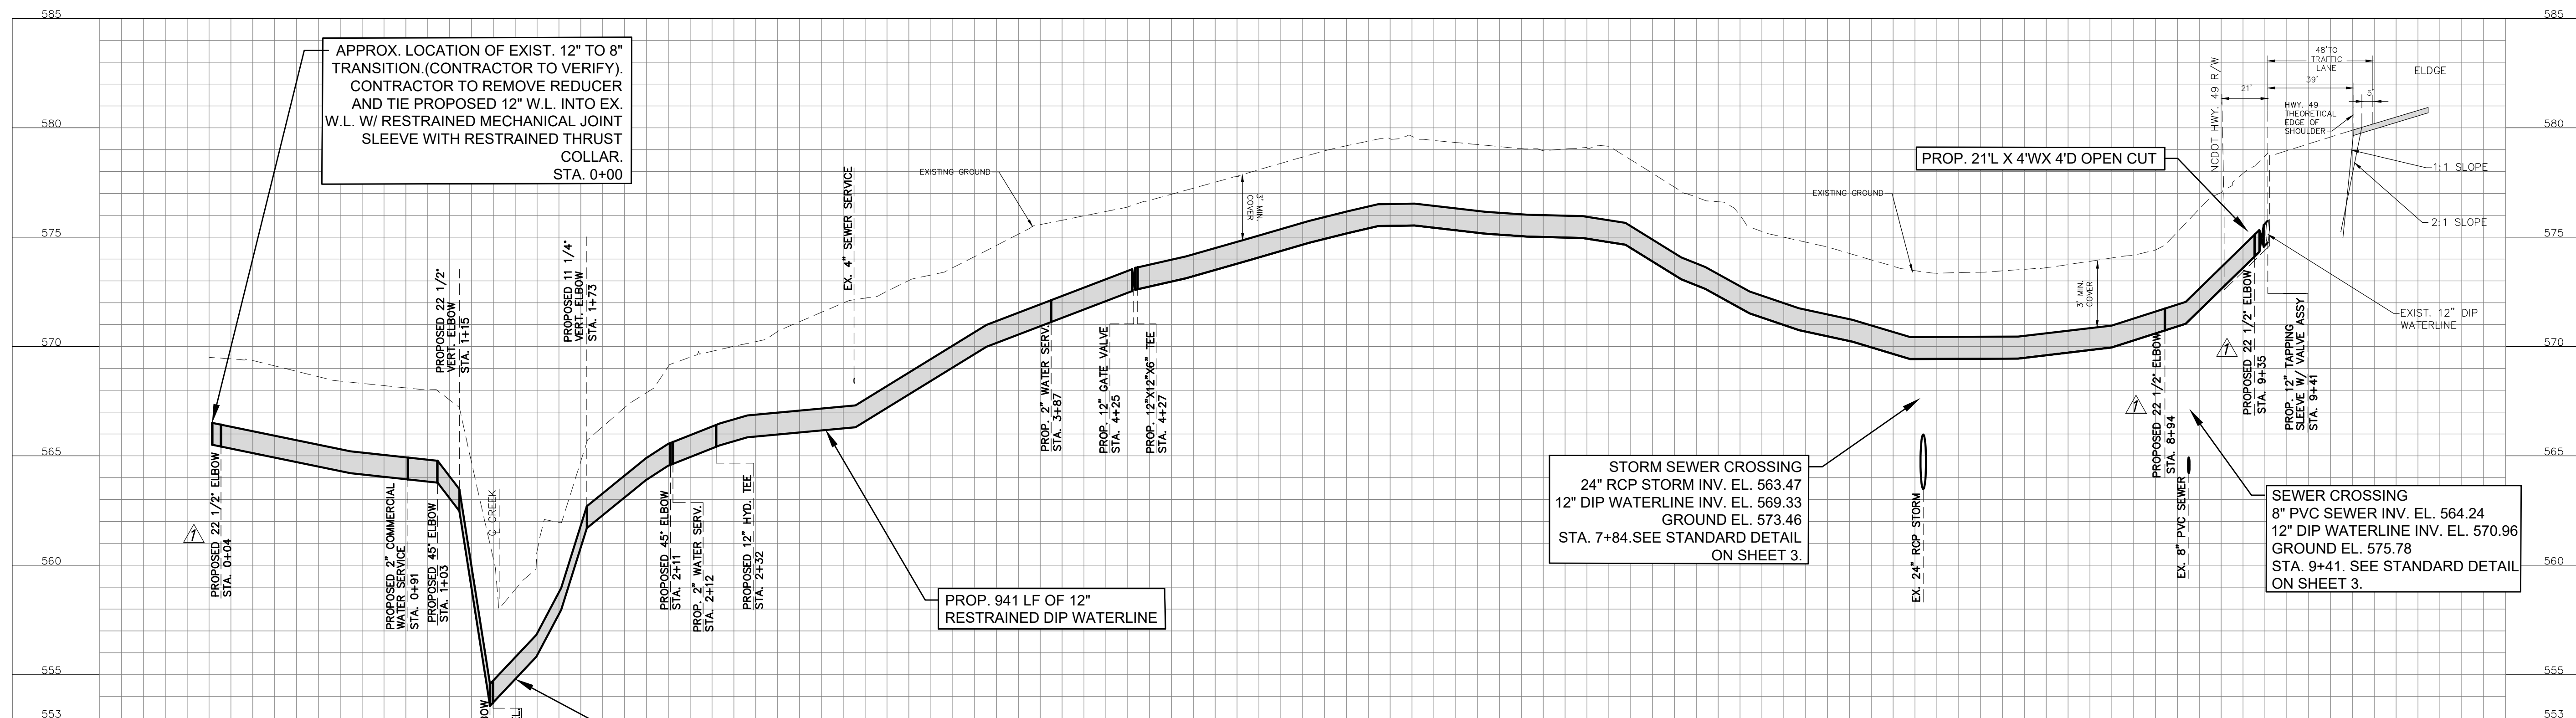 585
580
575
570
565
560
555
553
APPROX. LOCATION OF EXIST. 12" TO 8"
TRANSITION.(CONTRACTOR TO VERIFY).
CONTRACTOR TO REMOVE REDUCER
AND TIE PROPOSED 12" W.L. INTO EX.
W.L. W/ RESTRAINED MECHANICAL JOINT
SLEEVE WITH RESTRAINED THRUST
COLLAR.
STA. 0+00
1
PROPOSED 22 1/2° ELBOW
STA. 0+04
PROPOSED 2" COMMERCIAL
WATER SERVICE
STA. 0+91
PROPOSED 45° ELBOW
STA. 1+03
PROPOSED 22 1/2°
VERT. ELBOW
STA. 1+15
℄ CREEK
PROPOSED 11 1/4°
VERT. ELBOW
STA. 1+73
PROPOSED 45° ELBOW
STA. 2+11
PROP. 2" WATER SERV.
STA. 2+12
PROPOSED 12" HYD. TEE
STA. 2+32
EX. 4" SEWER SERVICE
PROP. 941 LF OF 12"
RESTRAINED DIP WATERLINE
EXISTING GROUND
PROP. 2" WATER SERV.
STA. 3+87
PROP. 12" GATE VALVE
STA. 4+25
PROP. 12"X12"X6" TEE
STA. 4+27
3' MIN.
COVER
STORM SEWER CROSSING
24" RCP STORM INV. EL. 563.47
12" DIP WATERLINE INV. EL. 569.33
GROUND EL. 573.46
STA. 7+84.SEE STANDARD DETAIL
ON SHEET 3.
EXISTING GROUND
EX. 24" RCP STORM
3' MIN.
COVER
PROP. 21'L X 4'WX 4'D OPEN CUT
1
PROPOSED 22 1/2° ELBOW
STA. 8+94
EX. 8" PVC SEWER
NCDOT HWY. 49 R/W
21'
48'TO
TRAFFIC
LANE
39'
5'
ELDGE
HWY. 49
THEORETICAL
EDGE OF
SHOULDER
1:1 SLOPE
2:1 SLOPE
1
PROPOSED 22 1/2° ELBOW
STA. 9+35
PROP. 12" TAPPING
SLEEVE W/ VALVE ASSY
STA. 9+41
EXIST. 12" DIP
WATERLINE
SEWER CROSSING
8" PVC SEWER INV. EL. 564.24
12" DIP WATERLINE INV. EL. 570.96
GROUND EL. 575.78
STA. 9+41. SEE STANDARD DETAIL
ON SHEET 3.
585
580
575
570
565
560
555
553